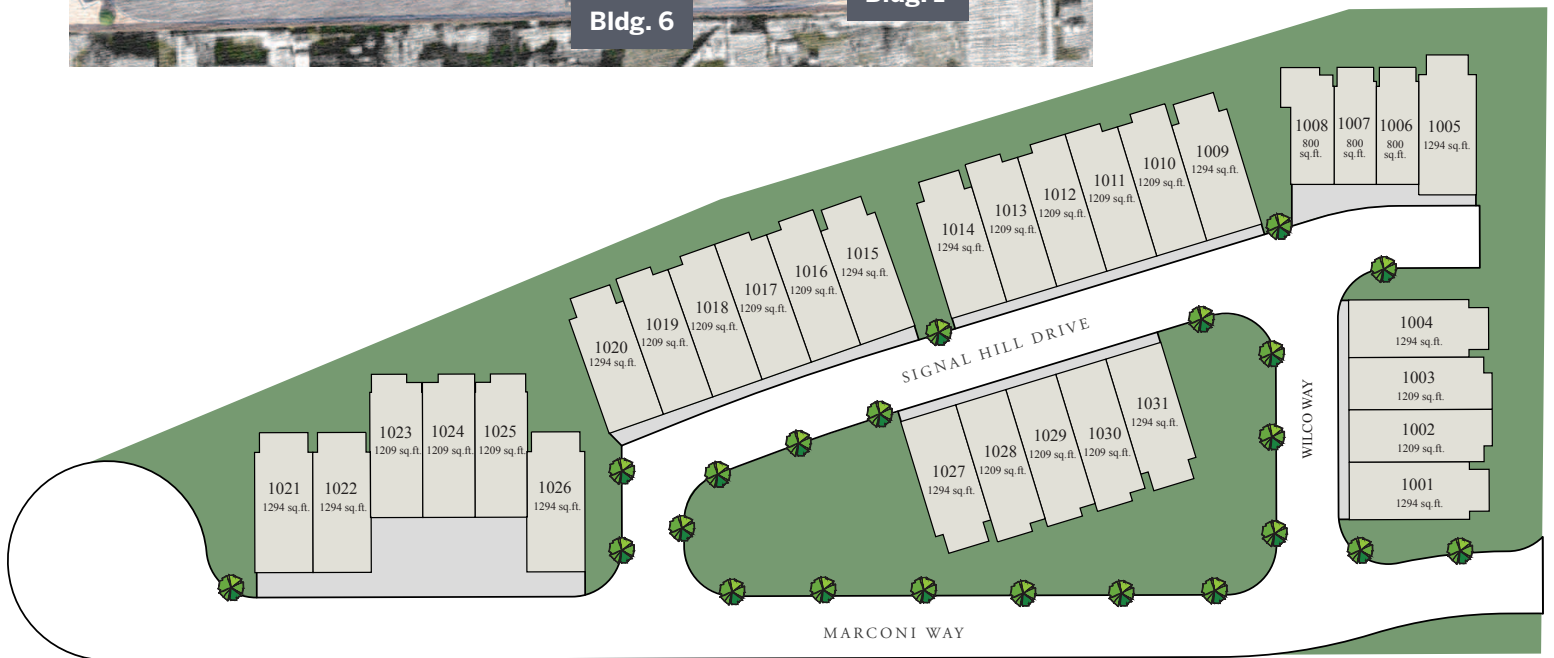 Bldg. 6
1008
800
sq.ft.
1007
800
sq.ft.
1006
800
sq.ft.
1005
1294 sq.ft.
1009
1294 sq.ft.
1010
1209 sq.ft.
1011
1209 sq.ft.
1012
1209 sq.ft.
1013
1209 sq.ft.
1014
1294 sq.ft.
1015
1294 sq.ft.
1016
1209 sq.ft.
1017
1209 sq.ft.
1018
1209 sq.ft.
1019
1209 sq.ft.
1020
1294 sq.ft.
SIGNAL HILL DRIVE
1004
1294 sq.ft.
1003
1209 sq.ft.
1002
1209 sq.ft.
1001
1294 sq.ft.
WILCO WAY
1031
1294 sq.ft.
1030
1209 sq.ft.
1029
1209 sq.ft.
1028
1209 sq.ft.
1027
1294 sq.ft.
1023
1209 sq.ft.
1024
1209 sq.ft.
1025
1209 sq.ft.
1021
1294 sq.ft.
1022
1294 sq.ft.
1026
1294 sq.ft.
MARCONI WAY